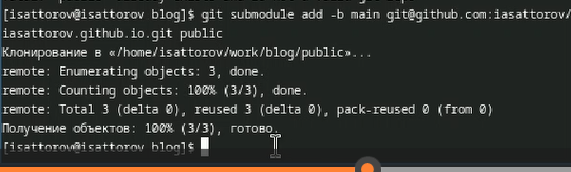 [isattorov@isattorov blog]$ git submodule add -b main git@github.com:iasattorov/
iasattorov.github.io.git public
Клонирование в «/home/isattorov/work/blog/public»...
remote: Enumerating objects: 3, done.
remote: Counting objects: 100% (3/3), done.
remote: Total 3 (delta 0), reused 3 (delta 0), pack-reused 0 (from 0)
Получение объектов: 100% (3/3), готово.
[isattorov@isattorov blog]$